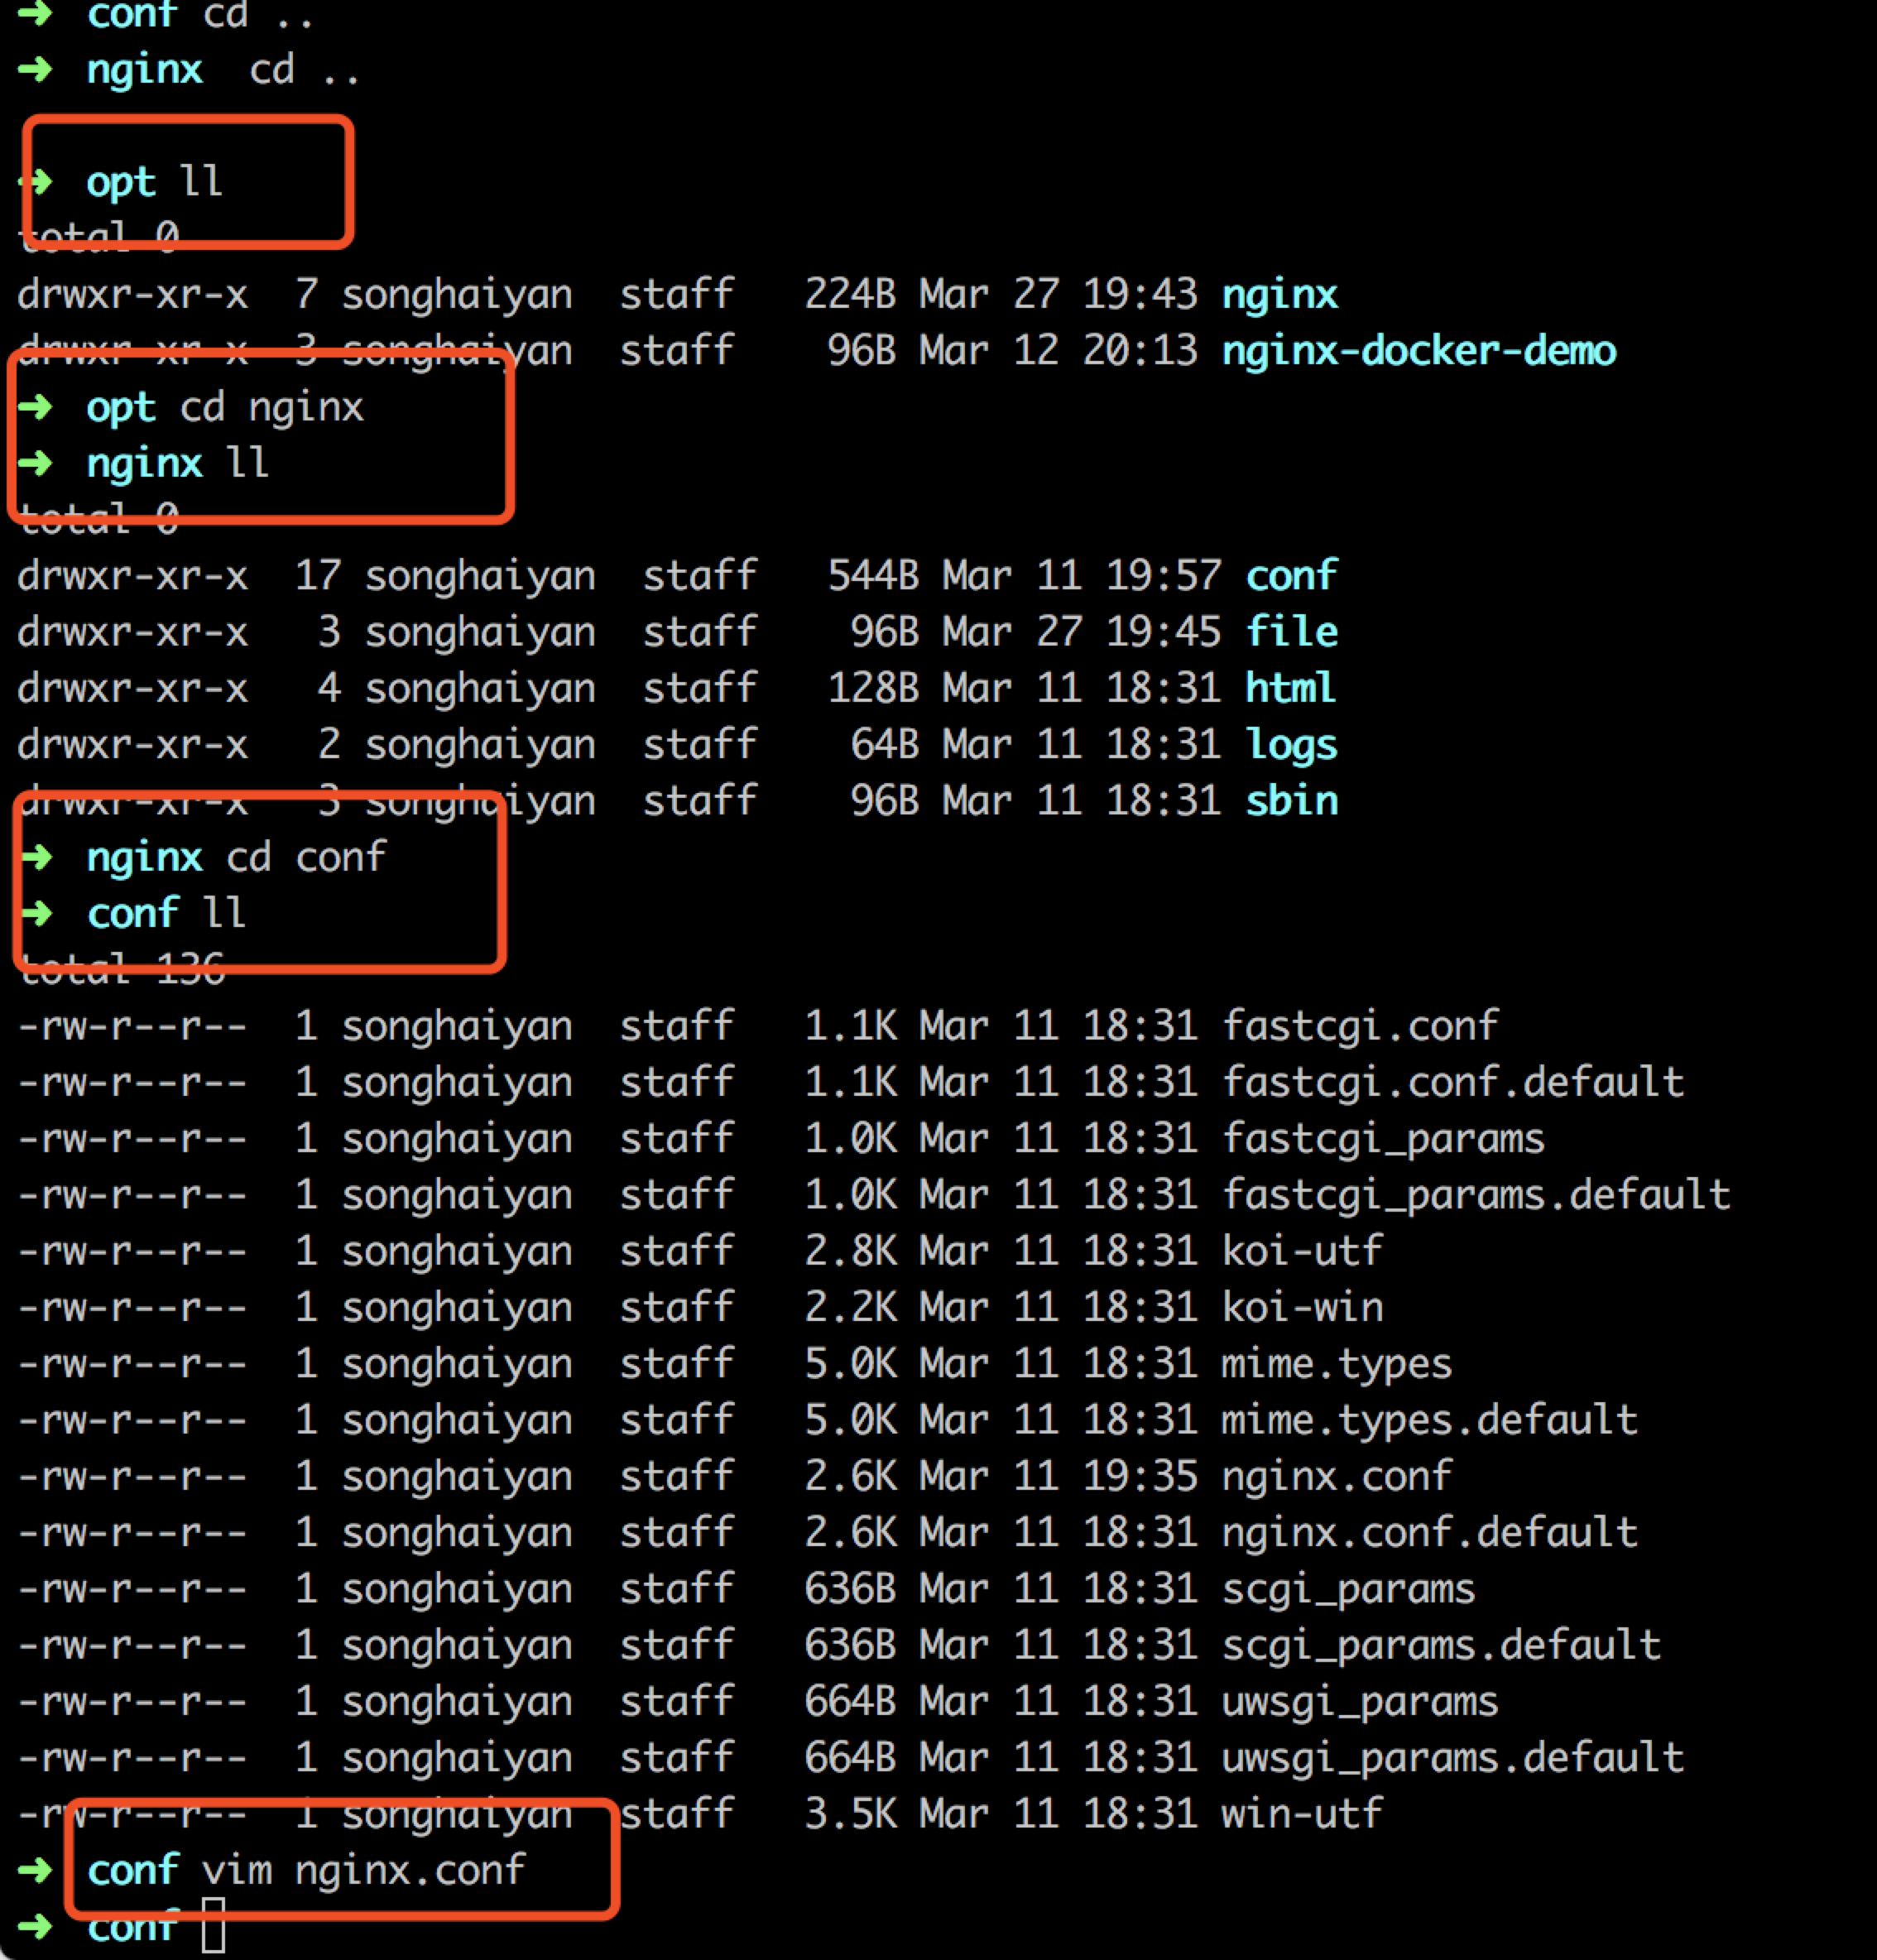 ➜ conf cd ..
➜ nginx cd ..
➜ opt ll
total 0
drwxr-xr-x 7 songhaiyan staff 224B Mar 27 19:43 nginx
drwxr-xr-x 3 songhaiyan staff 96B Mar 12 20:13 nginx-docker-demo
➜ opt cd nginx
➜ nginx ll
total 0
drwxr-xr-x 17 songhaiyan staff 544B Mar 11 19:57 conf
drwxr-xr-x 3 songhaiyan staff 96B Mar 27 19:45 file
drwxr-xr-x 4 songhaiyan staff 128B Mar 11 18:31 html
drwxr-xr-x 2 songhaiyan staff 64B Mar 11 18:31 logs
drwxr-xr-x 3 songhaiyan staff 96B Mar 11 18:31 sbin
➜ nginx cd conf
➜ conf ll
total 136
-rw-r--r-- 1 songhaiyan staff 1.1K Mar 11 18:31 fastcgi.conf
-rw-r--r-- 1 songhaiyan staff 1.1K Mar 11 18:31 fastcgi.conf.default
-rw-r--r-- 1 songhaiyan staff 1.0K Mar 11 18:31 fastcgi_params
-rw-r--r-- 1 songhaiyan staff 1.0K Mar 11 18:31 fastcgi_params.default
-rw-r--r-- 1 songhaiyan staff 2.8K Mar 11 18:31 koi-utf
-rw-r--r-- 1 songhaiyan staff 2.2K Mar 11 18:31 koi-win
-rw-r--r-- 1 songhaiyan staff 5.0K Mar 11 18:31 mime.types
-rw-r--r-- 1 songhaiyan staff 5.0K Mar 11 18:31 mime.types.default
-rw-r--r-- 1 songhaiyan staff 2.6K Mar 11 19:35 nginx.conf
-rw-r--r-- 1 songhaiyan staff 2.6K Mar 11 18:31 nginx.conf.default
-rw-r--r-- 1 songhaiyan staff 636B Mar 11 18:31 scgi_params
-rw-r--r-- 1 songhaiyan staff 636B Mar 11 18:31 scgi_params.default
-rw-r--r-- 1 songhaiyan staff 664B Mar 11 18:31 uwsgi_params
-rw-r--r-- 1 songhaiyan staff 664B Mar 11 18:31 uwsgi_params.default
-rw-r--r-- 1 songhaiyan staff 3.5K Mar 11 18:31 win-utf
➜ conf vim nginx.conf
➜ conf